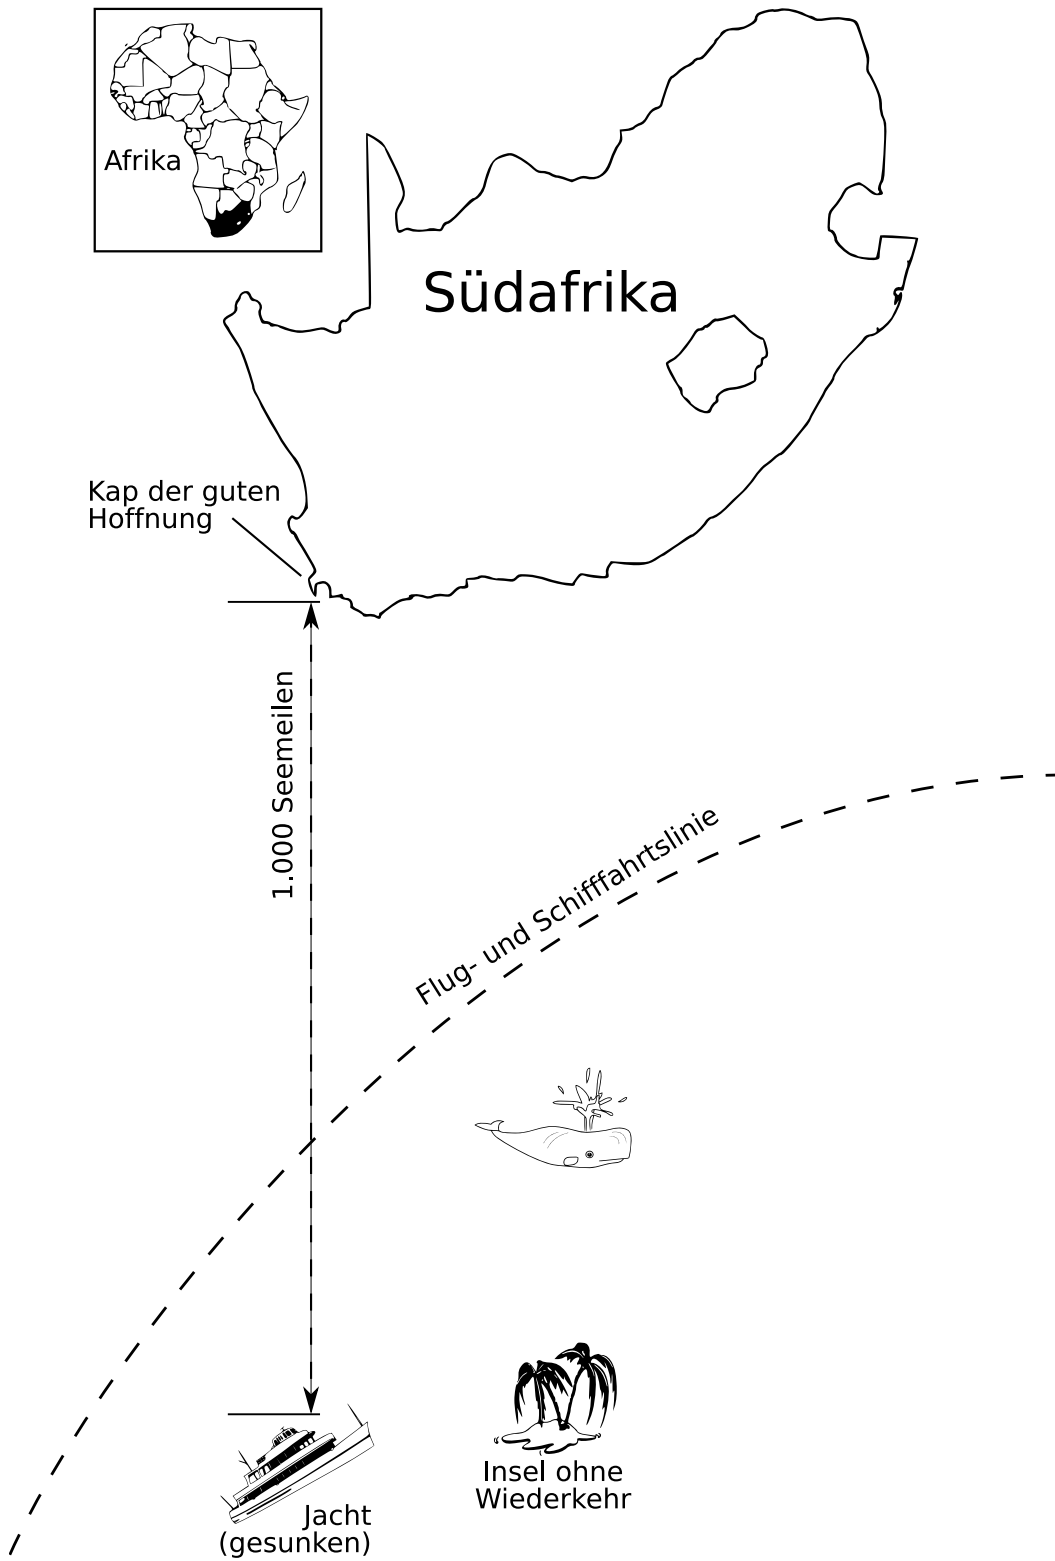 Afrika
Südafrika
Kap der guten
Hoffnung
1.000 Seemeilen
Flug- und Schifffahrtslinie
Insel ohne
Wiederkehr
Jacht
(gesunken)